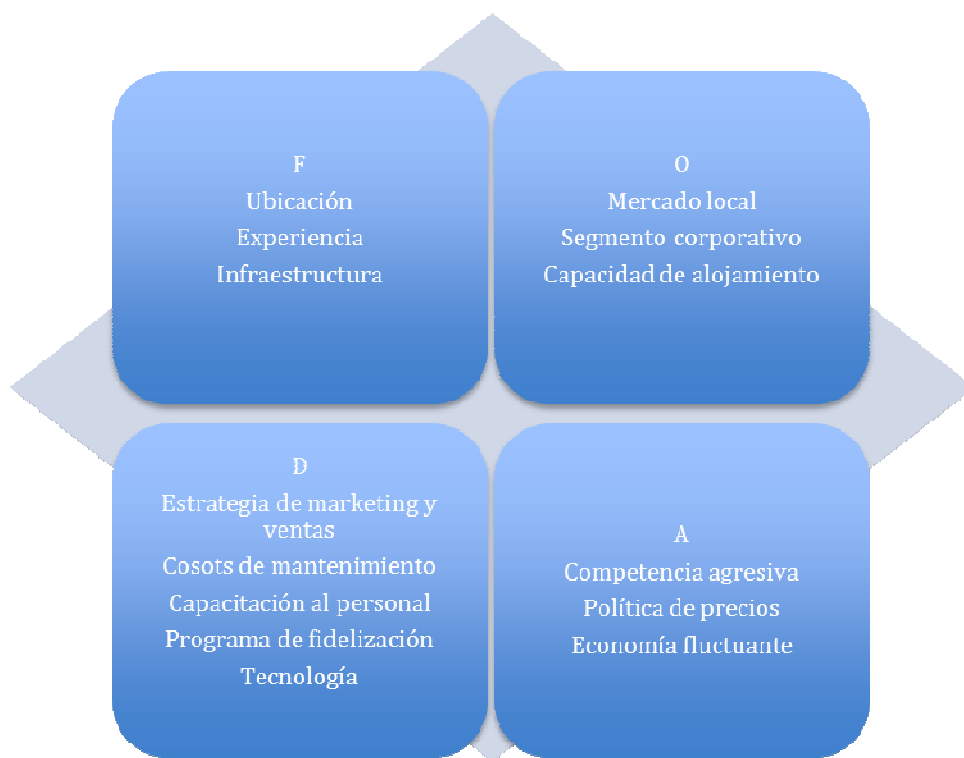 F
Ubicación
Experiencia
Infraestructura
O
Mercado local
Segmento corporativo
Capacidad de alojamiento
D
Estrategia de marketing y
ventas
Cosots de mantenimiento
Capacitación al personal
Programa de fidelización
Tecnología
A
Competencia agresiva
Política de precios
Economía fluctuante